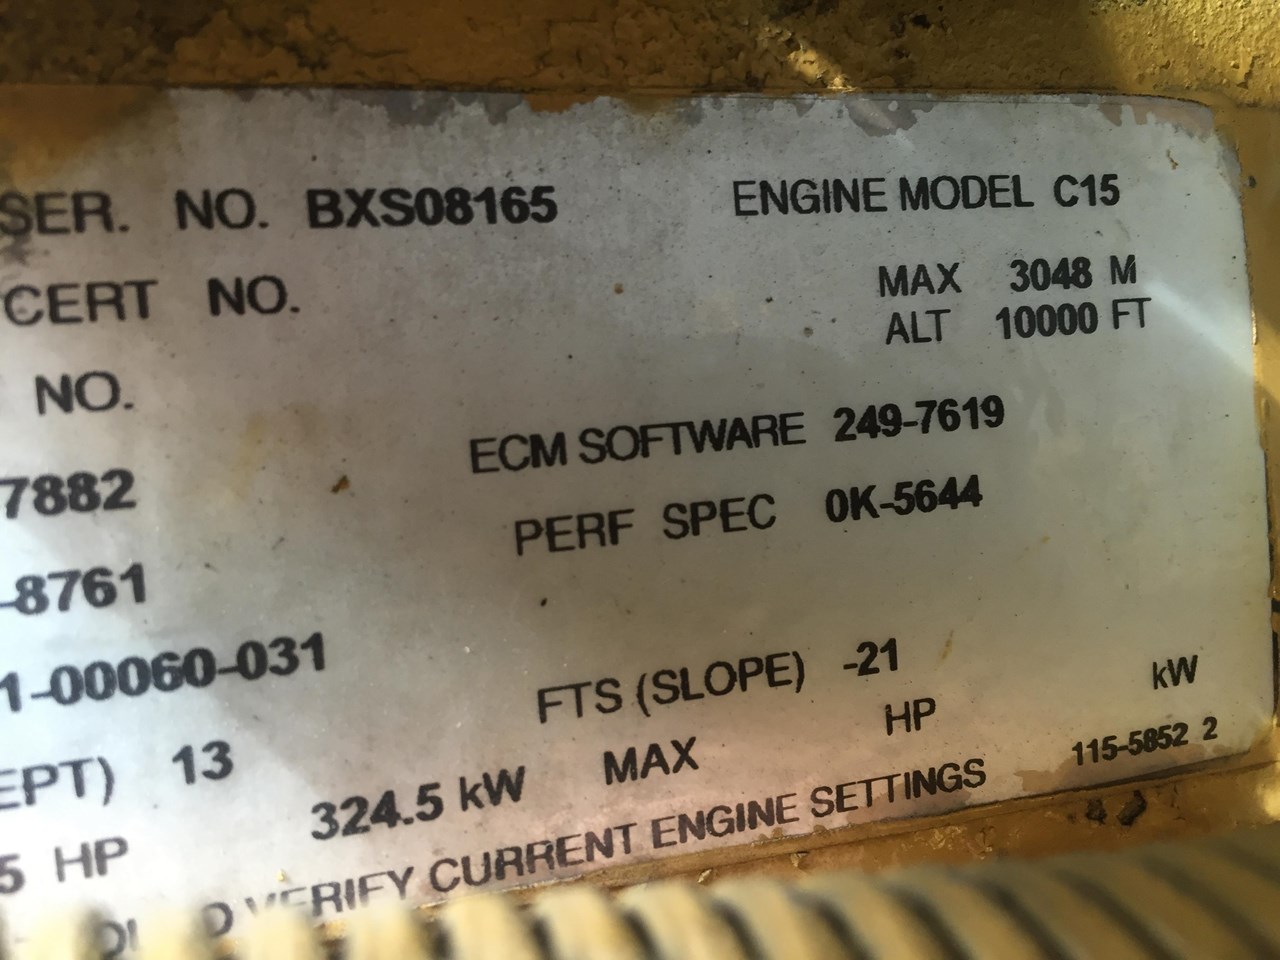 SER. NO. BXS08165 ENGINE MODEL C15
CERT NO. MAX 3048 M
ALT 10000 FT
NO.
ECM SOFTWARE 249-7619
7882
PERF SPEC 0K-5644
-8761
1-00060-031
FTS (SLOPE) -21
EPT) 13
324.5 kW MAX HP kW
5 HP
VERIFY CURRENT ENGINE SETTINGS 115-5852 2